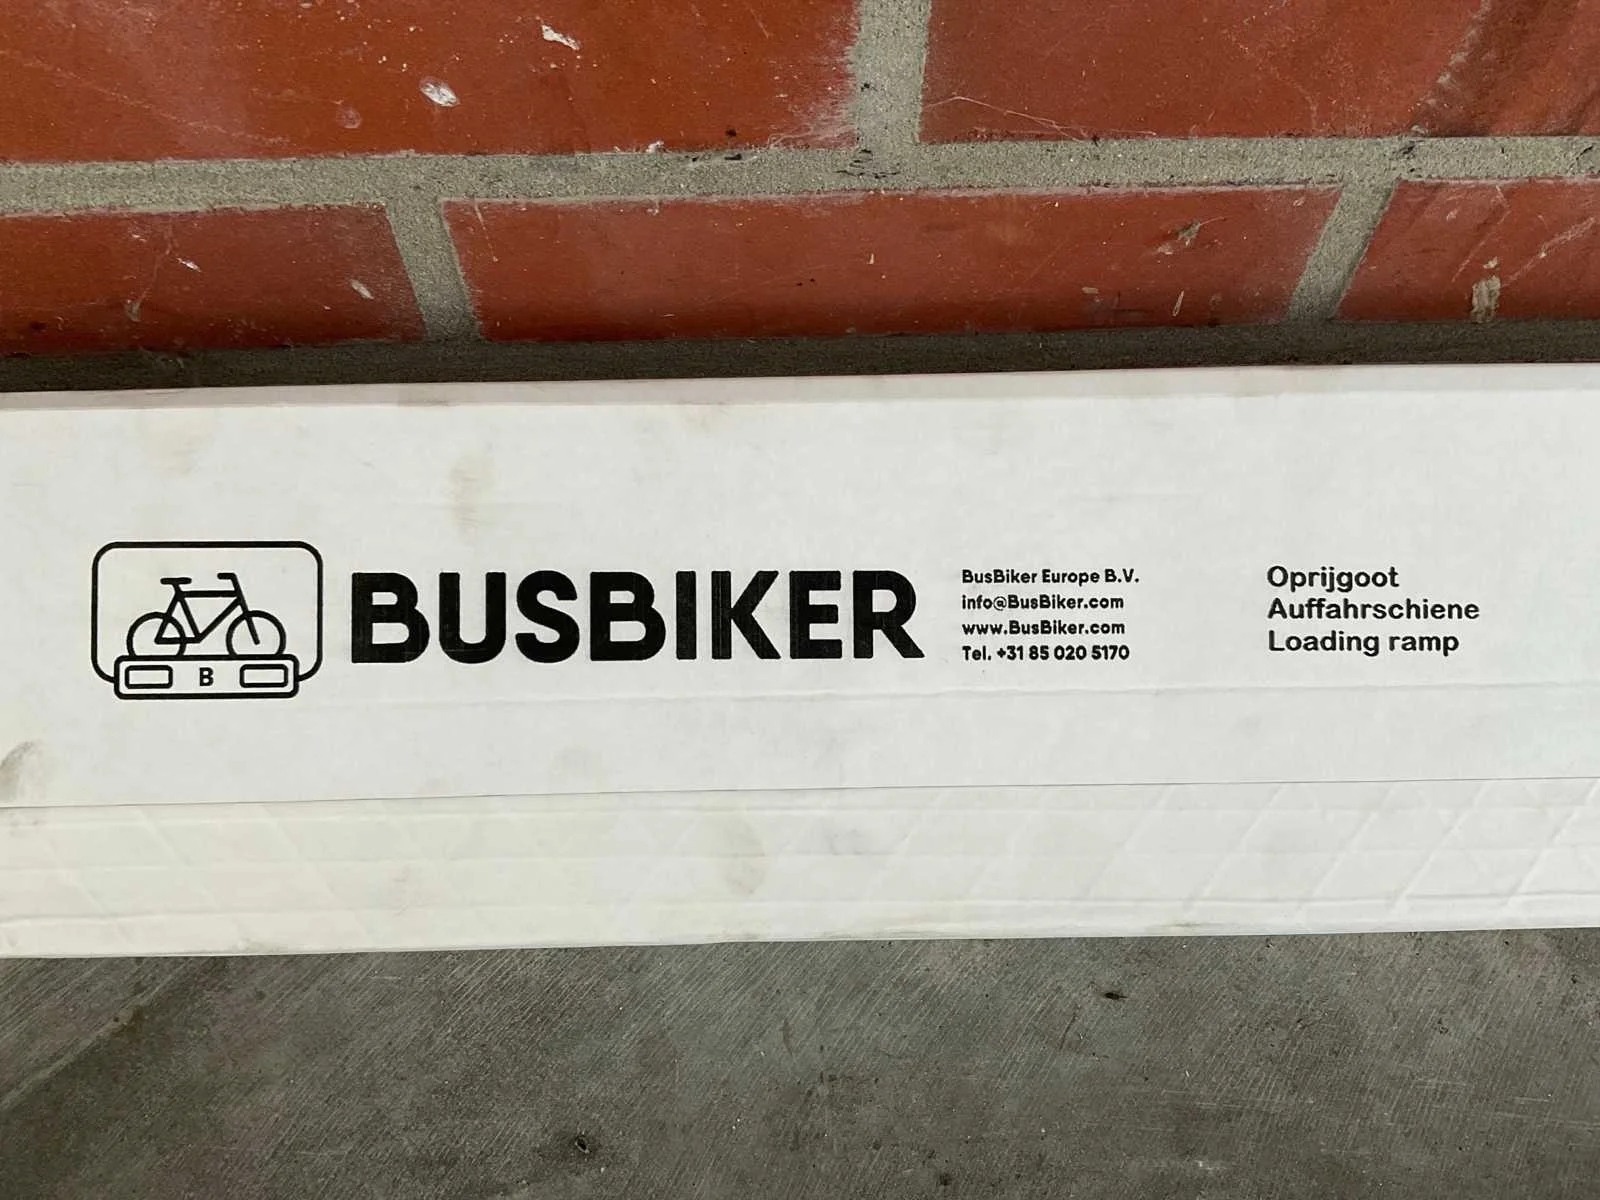 B
BUSBIKER
BusBiker Europe B.V.
info@BusBiker.com
www.BusBiker.com
Tel. +31 85 020 5170
Oprijgoot
Auffahrschiene
Loading ramp